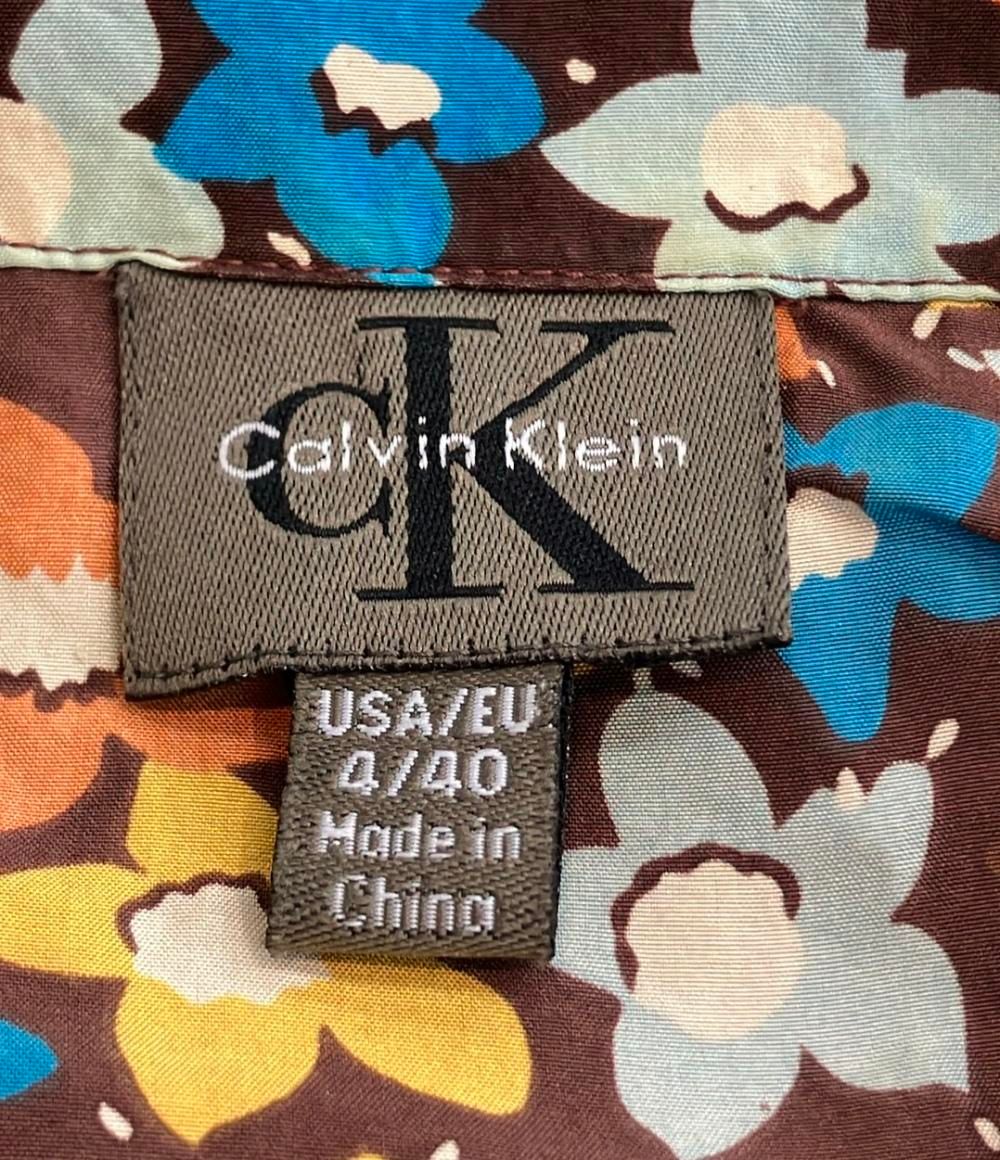 cK
Calvin Klein
USA/EU
4/40
Made in
China